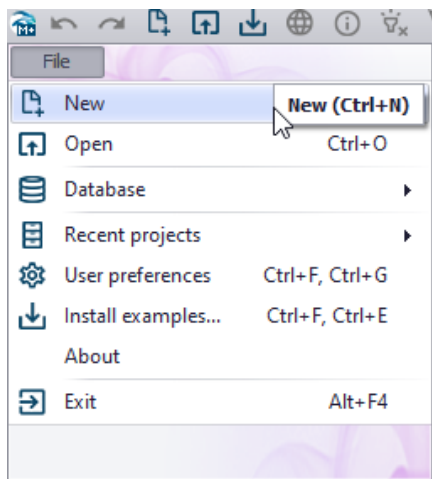 File
New New (Ctrl+N)
Open Ctrl+O
Database
Recent projects
User preferences Ctrl+F, Ctrl+G
Install examples... Ctrl+F, Ctrl+E
About
Exit Alt+F4